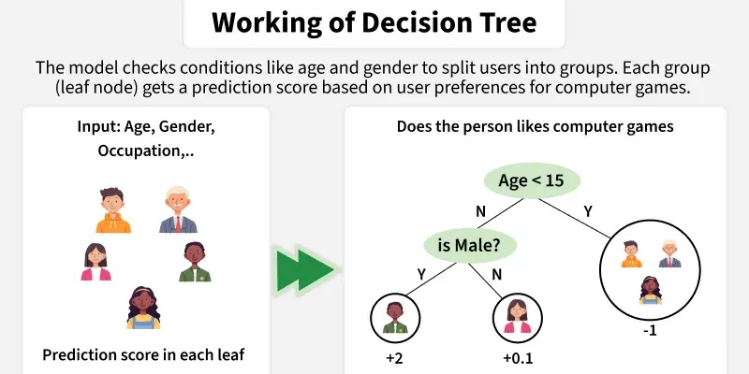 Working of Decision Tree
The model checks conditions like age and gender to split users into groups. Each group
(leaf node) gets a prediction score based on user preferences for computer games.
Input: Age, Gender,
Occupation,..
Prediction score in each leaf
Does the person likes computer games
Age < 15
N
Y
is Male?
Y
N
+2
+0.1
-1